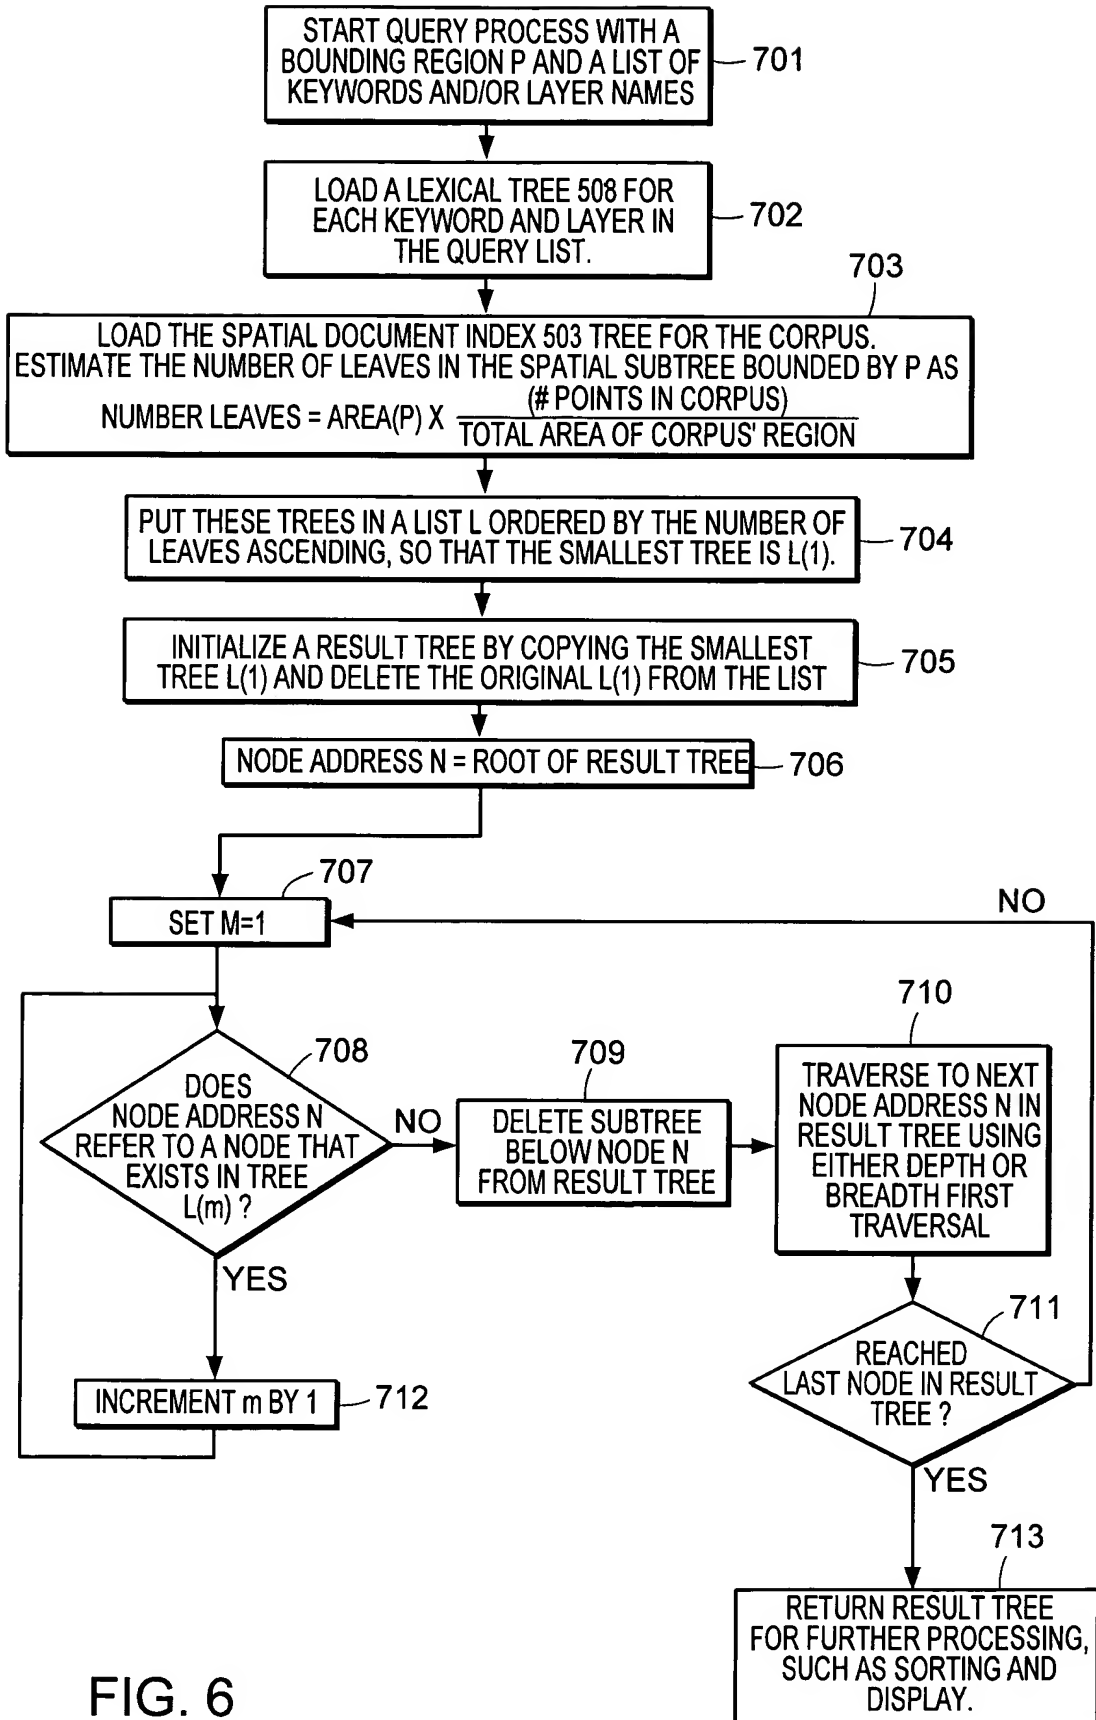 START QUERY PROCESS WITH A
BOUNDING REGION P AND A LIST OF
KEYWORDS AND/OR LAYER NAMES
701
LOAD A LEXICAL TREE 508 FOR
EACH KEYWORD AND LAYER IN
THE QUERY LIST.
702
703
LOAD THE SPATIAL DOCUMENT INDEX 503 TREE FOR THE CORPUS.
ESTIMATE THE NUMBER OF LEAVES IN THE SPATIAL SUBTREE BOUNDED BY P AS
(# POINTS IN CORPUS)
NUMBER LEAVES = AREA(P) X
TOTAL AREA OF CORPUS' REGION
PUT THESE TREES IN A LIST L ORDERED BY THE NUMBER OF
LEAVES ASCENDING, SO THAT THE SMALLEST TREE IS L(1).
704
INITIALIZE A RESULT TREE BY COPYING THE SMALLEST
TREE L(1) AND DELETE THE ORIGINAL L(1) FROM THE LIST
705
NODE ADDRESS N = ROOT OF RESULT TREE
706
707
SET M=1
NO
708
DOES
NODE ADDRESS N
REFER TO A NODE THAT
EXISTS IN TREE
L(m) ?
NO
YES
709
DELETE SUBTREE
BELOW NODE N
FROM RESULT TREE
710
TRAVERSE TO NEXT
NODE ADDRESS N IN
RESULT TREE USING
EITHER DEPTH OR
BREADTH FIRST
TRAVERSAL
711
REACHED
LAST NODE IN RESULT
TREE ?
YES
INCREMENT m BY 1
712
713
RETURN RESULT TREE
FOR FURTHER PROCESSING,
SUCH AS SORTING AND
DISPLAY.
FIG. 6